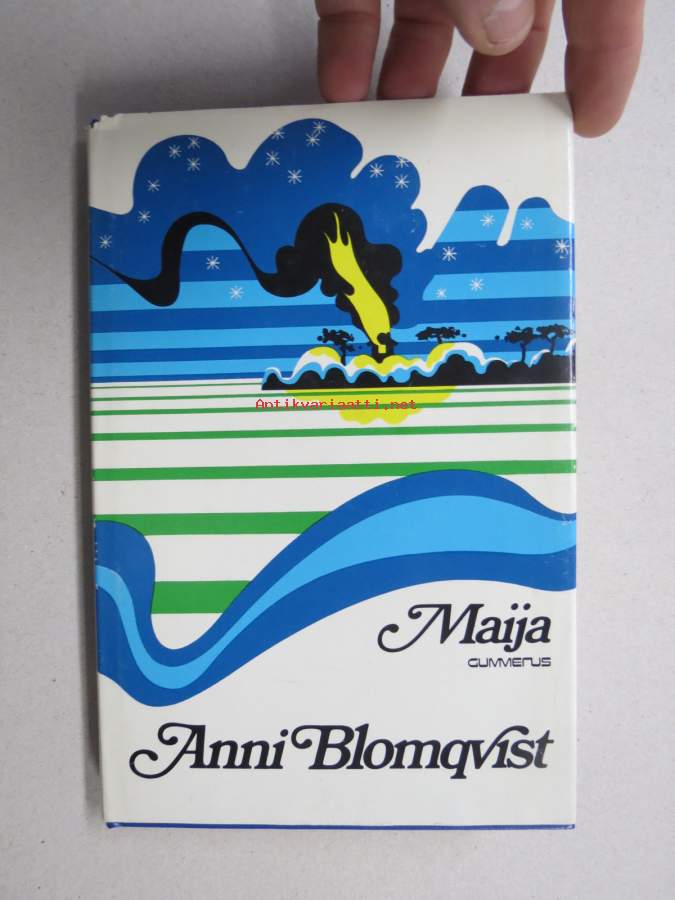 Antikvariaatti.net
Maija
GUMMERUS
Anni Blomqvist